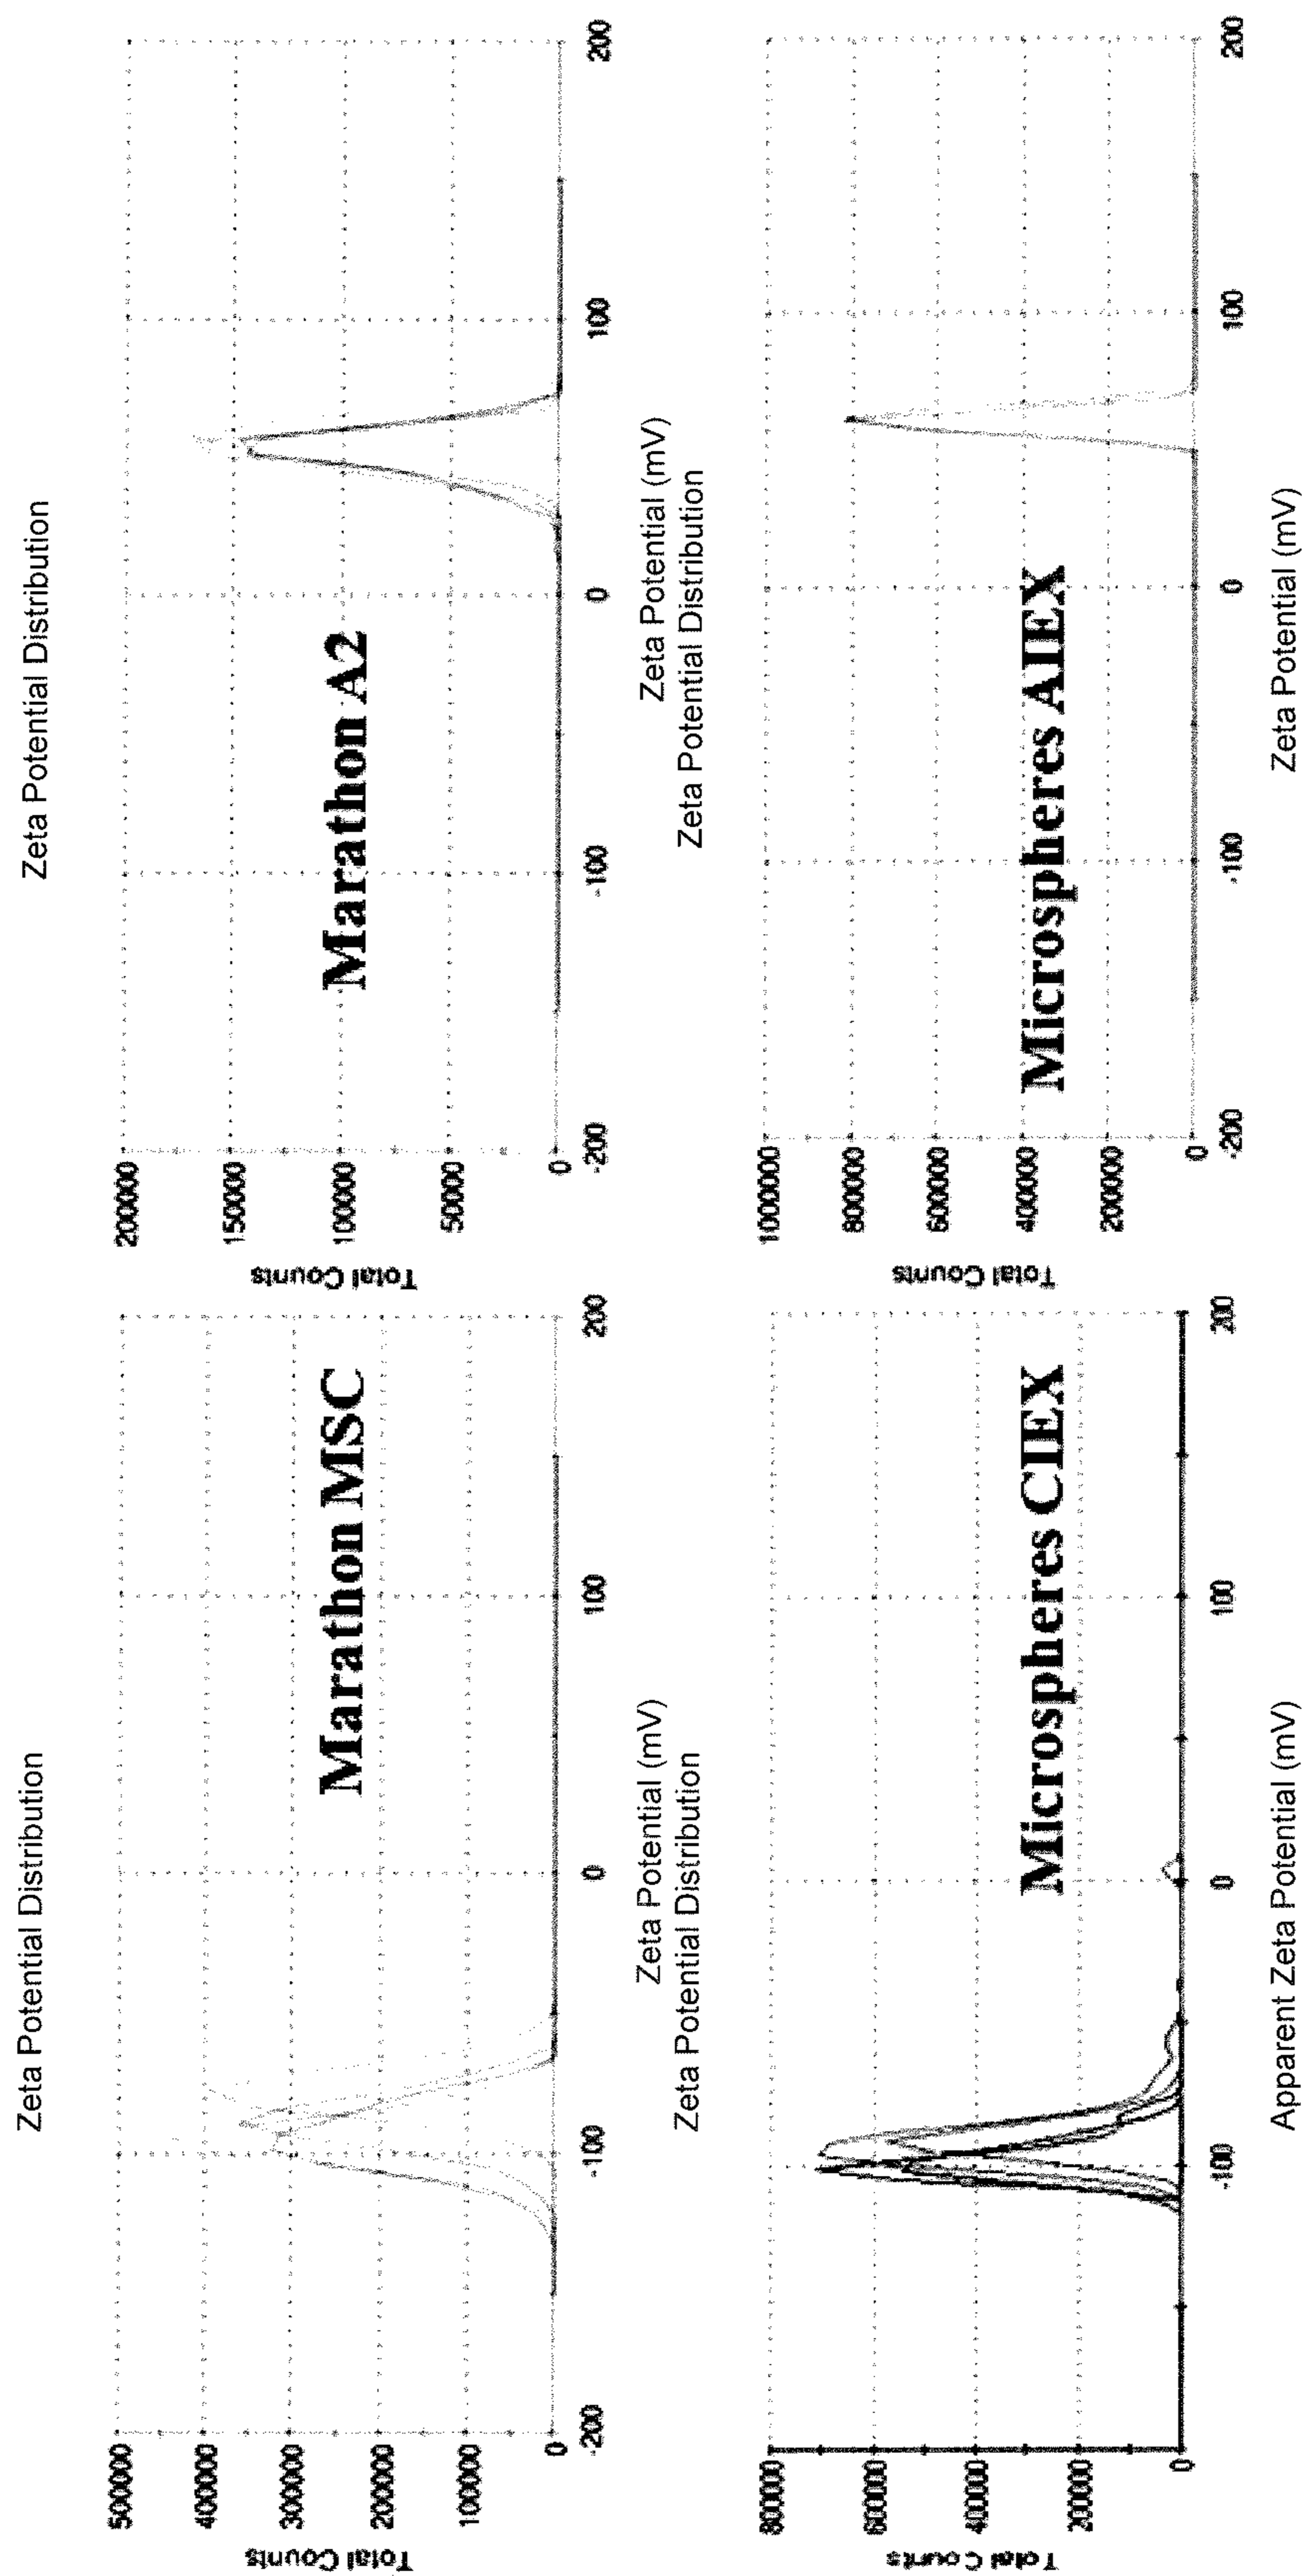 Zeta Potential Distribution
Total Counts
500000
400000
300000
200000
100000
0
-200
-100
0
100
200
Marathon MSC
Zeta Potential (mV)
Zeta Potential Distribution
Total Counts
200000
150000
100000
50000
0
-200
-100
0
100
200
Marathon A2
Zeta Potential (mV)
Zeta Potential Distribution
Total Counts
800000
600000
400000
200000
0
-100
0
100
200
Microspheres CIEX
Apparent Zeta Potential (mV)
Zeta Potential Distribution
Total Counts
1000000
800000
600000
400000
200000
0
-200
-100
0
100
200
Microspheres AIEX
Zeta Potential (mV)